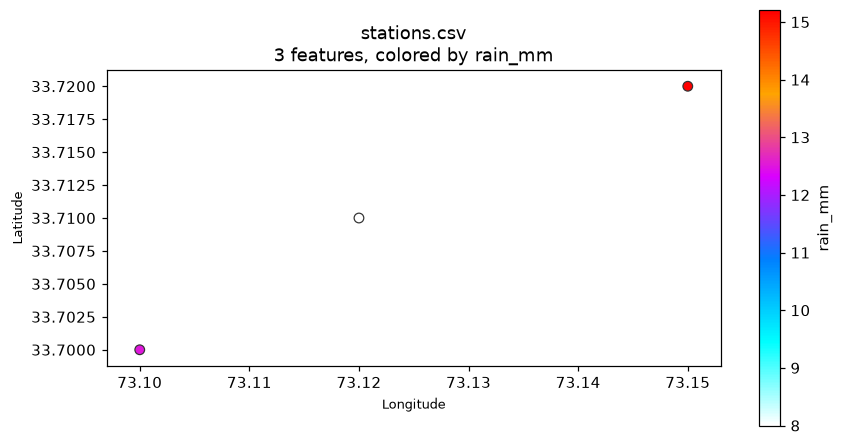 stations.csv
3 features, colored by rain_mm
33.7200
33.7175
33.7150
33.7125
33.7100
33.7075
33.7050
33.7025
33.7000
Latitude
73.10 73.11 73.12 73.13 73.14 73.15
Longitude
15
14
13
12
11
10
9
8
rain_mm